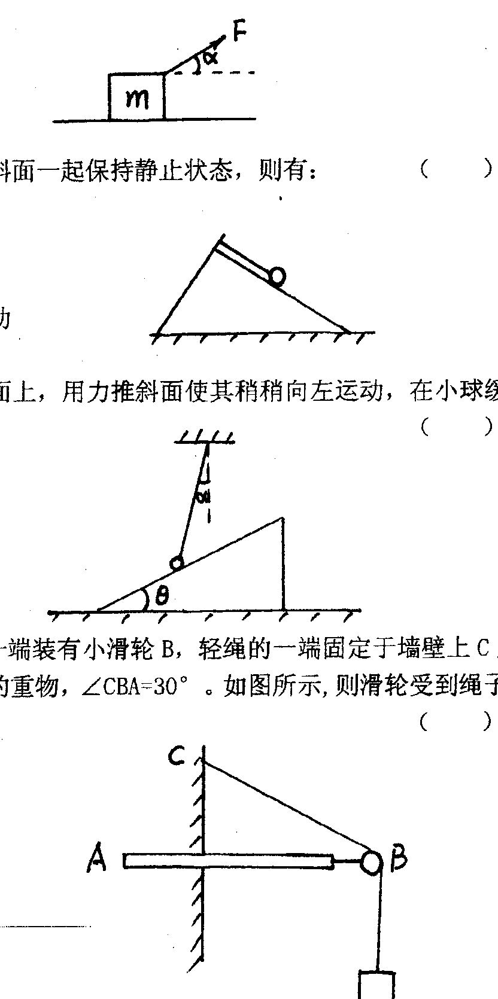 F
α
m
斜面一起保持静止状态，则有：（ ）
动
面上，用力推斜面使其稍稍向左运动，在小球缓
（ ）
α
θ
一端装有小滑轮 B，轻绳的一端固定于墙壁上 C
的重物，∠CBA=30°。如图所示,则滑轮受到绳子
（ ）
C
A
B